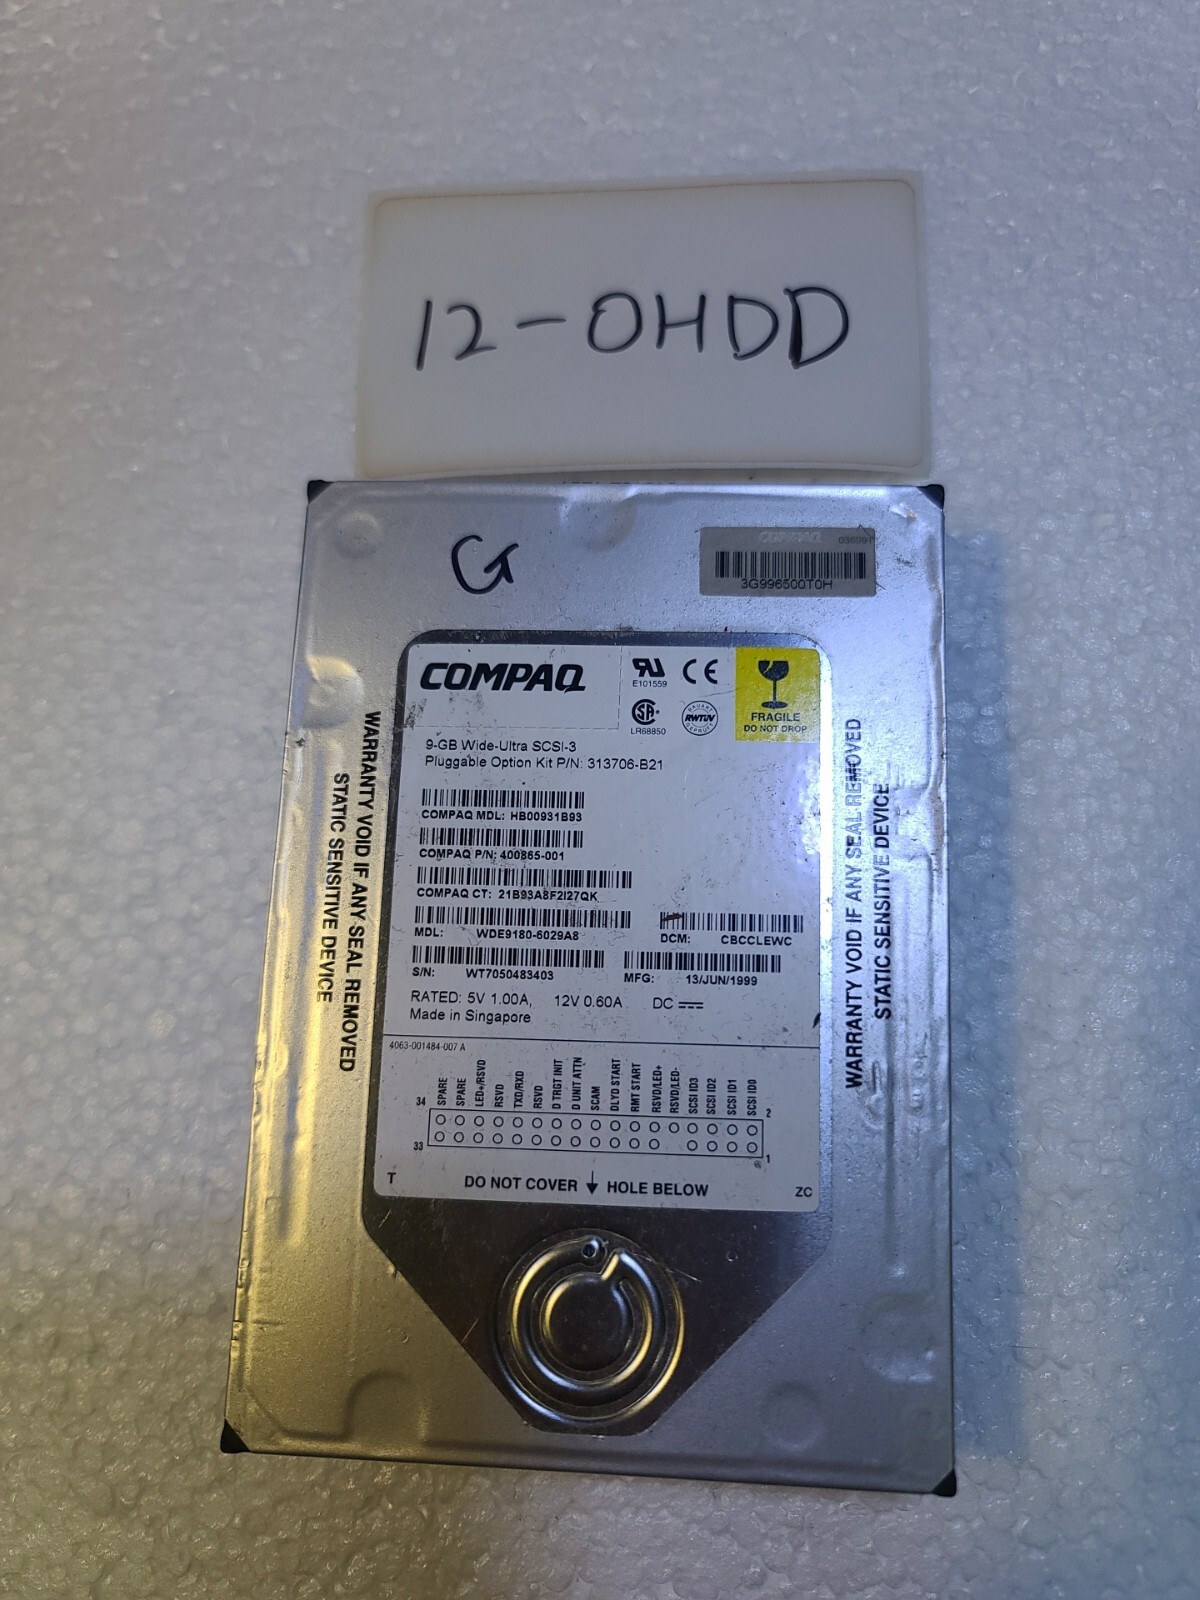 12-OHDD
G
COMPAQ 036991
3G996500T0H
COMPAQ
E101559
LR68850
RWTÜV
FRAGILE
DO NOT DROP
9-GB Wide-Ultra SCSI-3
Pluggable Option Kit P/N: 313706-B21
COMPAQ MDL: HB00931B93
COMPAQ P/N: 400865-001
COMPAQ CT: 21B93A8F2I27QK
MDL: WDE9180-6029A8
DCM: CBCCLEWC
S/N: WT7050483403
MFG: 13/JUN/1999
RATED: 5V 1.00A, 12V 0.60A DC
Made in Singapore
4063-001484-007 A
34 SPARE SPARE LED+/RSVD RSVD TXD/RXD RSVD D TRGT INIT D UNIT ATTN SCAM DLYD START RMT START RSVD/LED+ RSVD/LED- SCSI ID3 SCSI ID2 SCSI ID1 SCSI ID0 2
33 1
T DO NOT COVER HOLE BELOW ZC
WARRANTY VOID IF ANY SEAL REMOVED
STATIC SENSITIVE DEVICE
WARRANTY VOID IF ANY SEAL REMOVED
STATIC SENSITIVE DEVICE